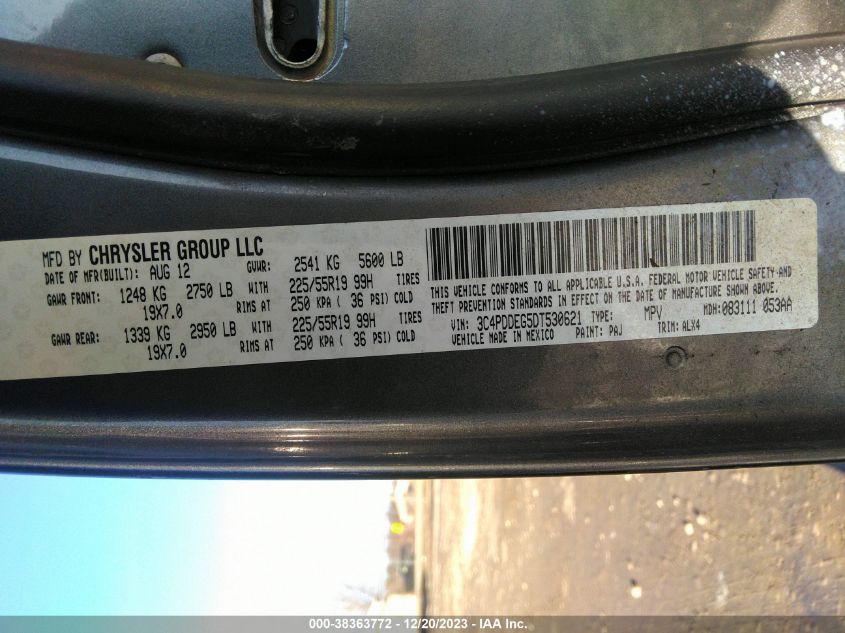 MFD BY CHRYSLER GROUP LLC
DATE OF MFR(BUILT): AUG 12 GVWR: 2541 KG 5600 LB
GAWR FRONT: 1248 KG 2750 LB WITH 225/55R19 99H TIRES
19X7.0 RIMS AT 250 KPA ( 36 PSI) COLD
GAWR REAR: 1339 KG 2950 LB WITH 225/55R19 99H TIRES
19X7.0 RIMS AT 250 KPA ( 36 PSI) COLD
THIS VEHICLE CONFORMS TO ALL APPLICABLE U.S.A. FEDERAL MOTOR VEHICLE SAFETY AND
THEFT PREVENTION STANDARDS IN EFFECT ON THE DATE OF MANUFACTURE SHOWN ABOVE.
VIN: 3C4PDDEG5DT530621 TYPE: MPV MDH: 083111 053AA
VEHICLE MADE IN MEXICO PAINT: PAJ TRIM: ALX4
000-38363772 - 12/20/2023 - IAA Inc.